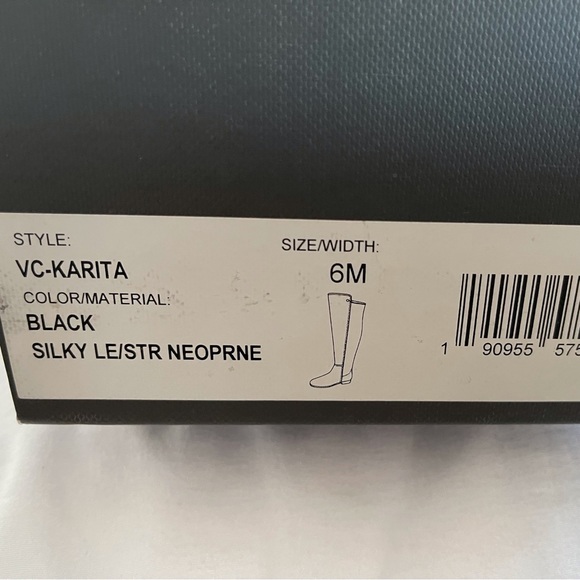 STYLE:
VC-KARITA
COLOR/MATERIAL:
BLACK
SILKY LE/STR NEOPRNE
SIZE/WIDTH:
6M
1 90955 575